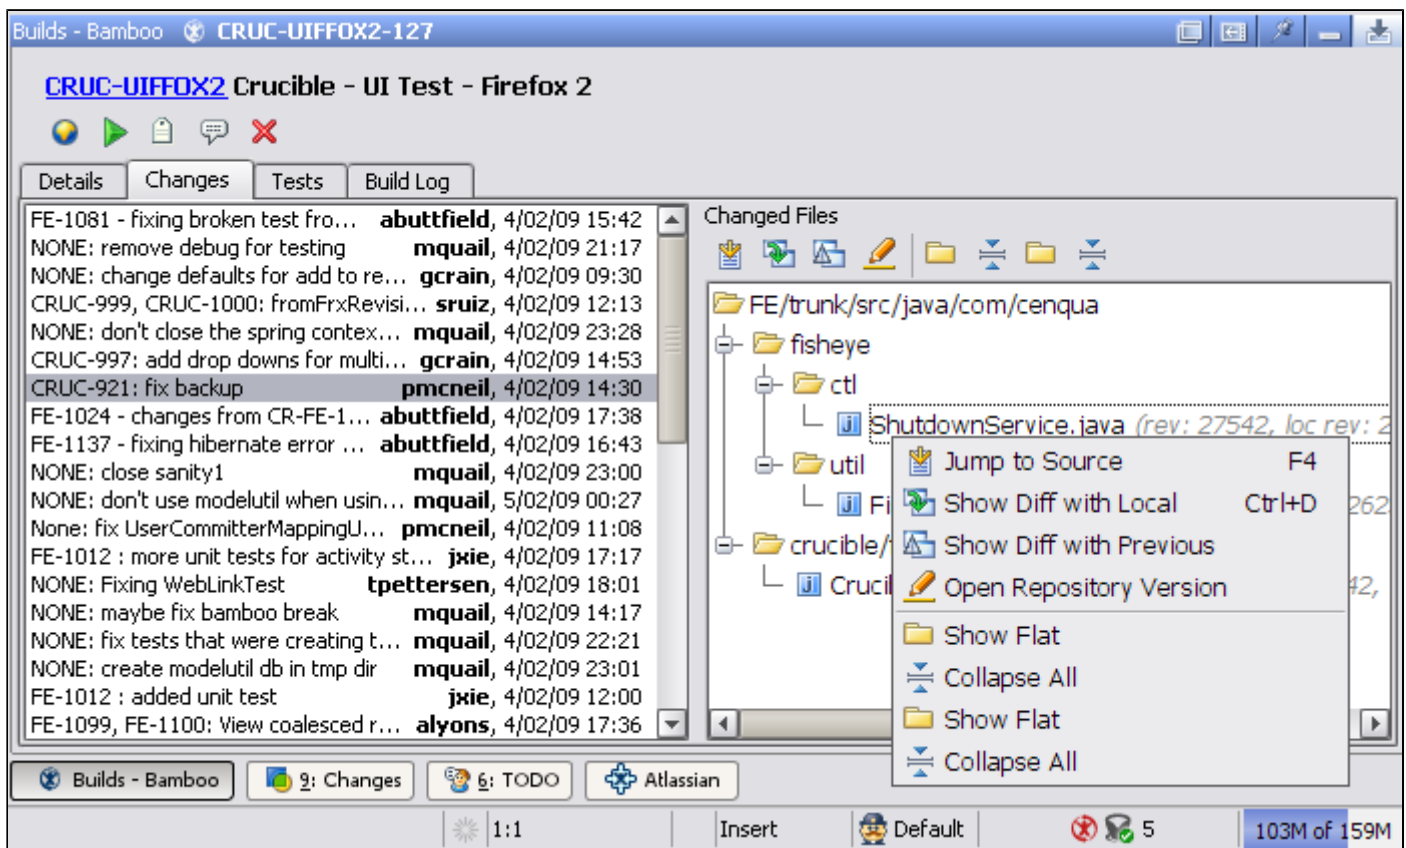 Builds - Bamboo CRUC-UIFFOX2-127
CRUC-UIFFOX2 Crucible - UI Test - Firefox 2
Details Changes Tests Build Log
FE-1081 - fixing broken test fro... abuttfield, 4/02/09 15:42
NONE: remove debug for testing mquail, 4/02/09 21:17
NONE: change defaults for add to re... gcrain, 4/02/09 09:30
CRUC-999, CRUC-1000: fromFrxRevisi... sruiz, 4/02/09 12:13
NONE: don't close the spring contex... mquail, 4/02/09 23:28
CRUC-997: add drop downs for multi... gcrain, 4/02/09 14:53
CRUC-921: fix backup pmcneil, 4/02/09 14:30
FE-1024 - changes from CR-FE-1... abuttfield, 4/02/09 17:38
FE-1137 - fixing hibernate error ... abuttfield, 4/02/09 16:43
NONE: close sanity1 mquail, 4/02/09 23:00
NONE: don't use modelutil when usin... mquail, 5/02/09 00:27
None: fix UserCommitterMappingU... pmcneil, 4/02/09 11:08
FE-1012 : more unit tests for activity st... jxie, 4/02/09 17:17
NONE: Fixing WebLinkTest tpettersen, 4/02/09 18:01
NONE: maybe fix bamboo break mquail, 4/02/09 14:17
NONE: fix tests that were creating t... mquail, 4/02/09 22:21
NONE: create modelutil db in tmp dir mquail, 4/02/09 23:01
FE-1012 : added unit test jxie, 4/02/09 12:00
FE-1099, FE-1100: View coalesced r... alyons, 4/02/09 17:36
Changed Files
FE/trunk/src/java/com/cenqua
fisheye
ctl
ShutdownService.java (rev: 27542, loc rev: 2
util
Fi 262
crucible/
Crucil 42,
Jump to Source F4
Show Diff with Local Ctrl+D
Show Diff with Previous
Open Repository Version
Show Flat
Collapse All
Show Flat
Collapse All
Builds - Bamboo 9: Changes 6: TODO Atlassian
1:1 Insert Default 5 103M of 159M